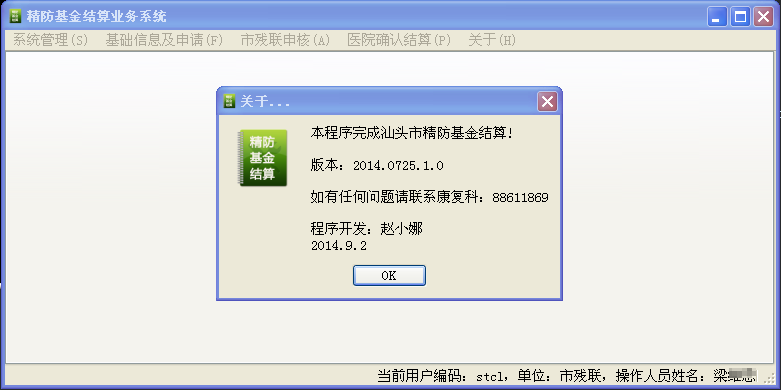 精防基金结算业务系统
系统管理(S) 基础信息及申请(F) 市残联审核(A) 医院确认结算(P) 关于(H)
关于...
精防
基金
结算
本程序完成汕头市精防基金结算!
版本: 2014.0725.1.0
如有任何问题请联系康复科: 88611869
程序开发: 赵小娜
2014.9.2
OK
当前用户编码: stcl, 单位: 市残联, 操作人员姓名: 梁